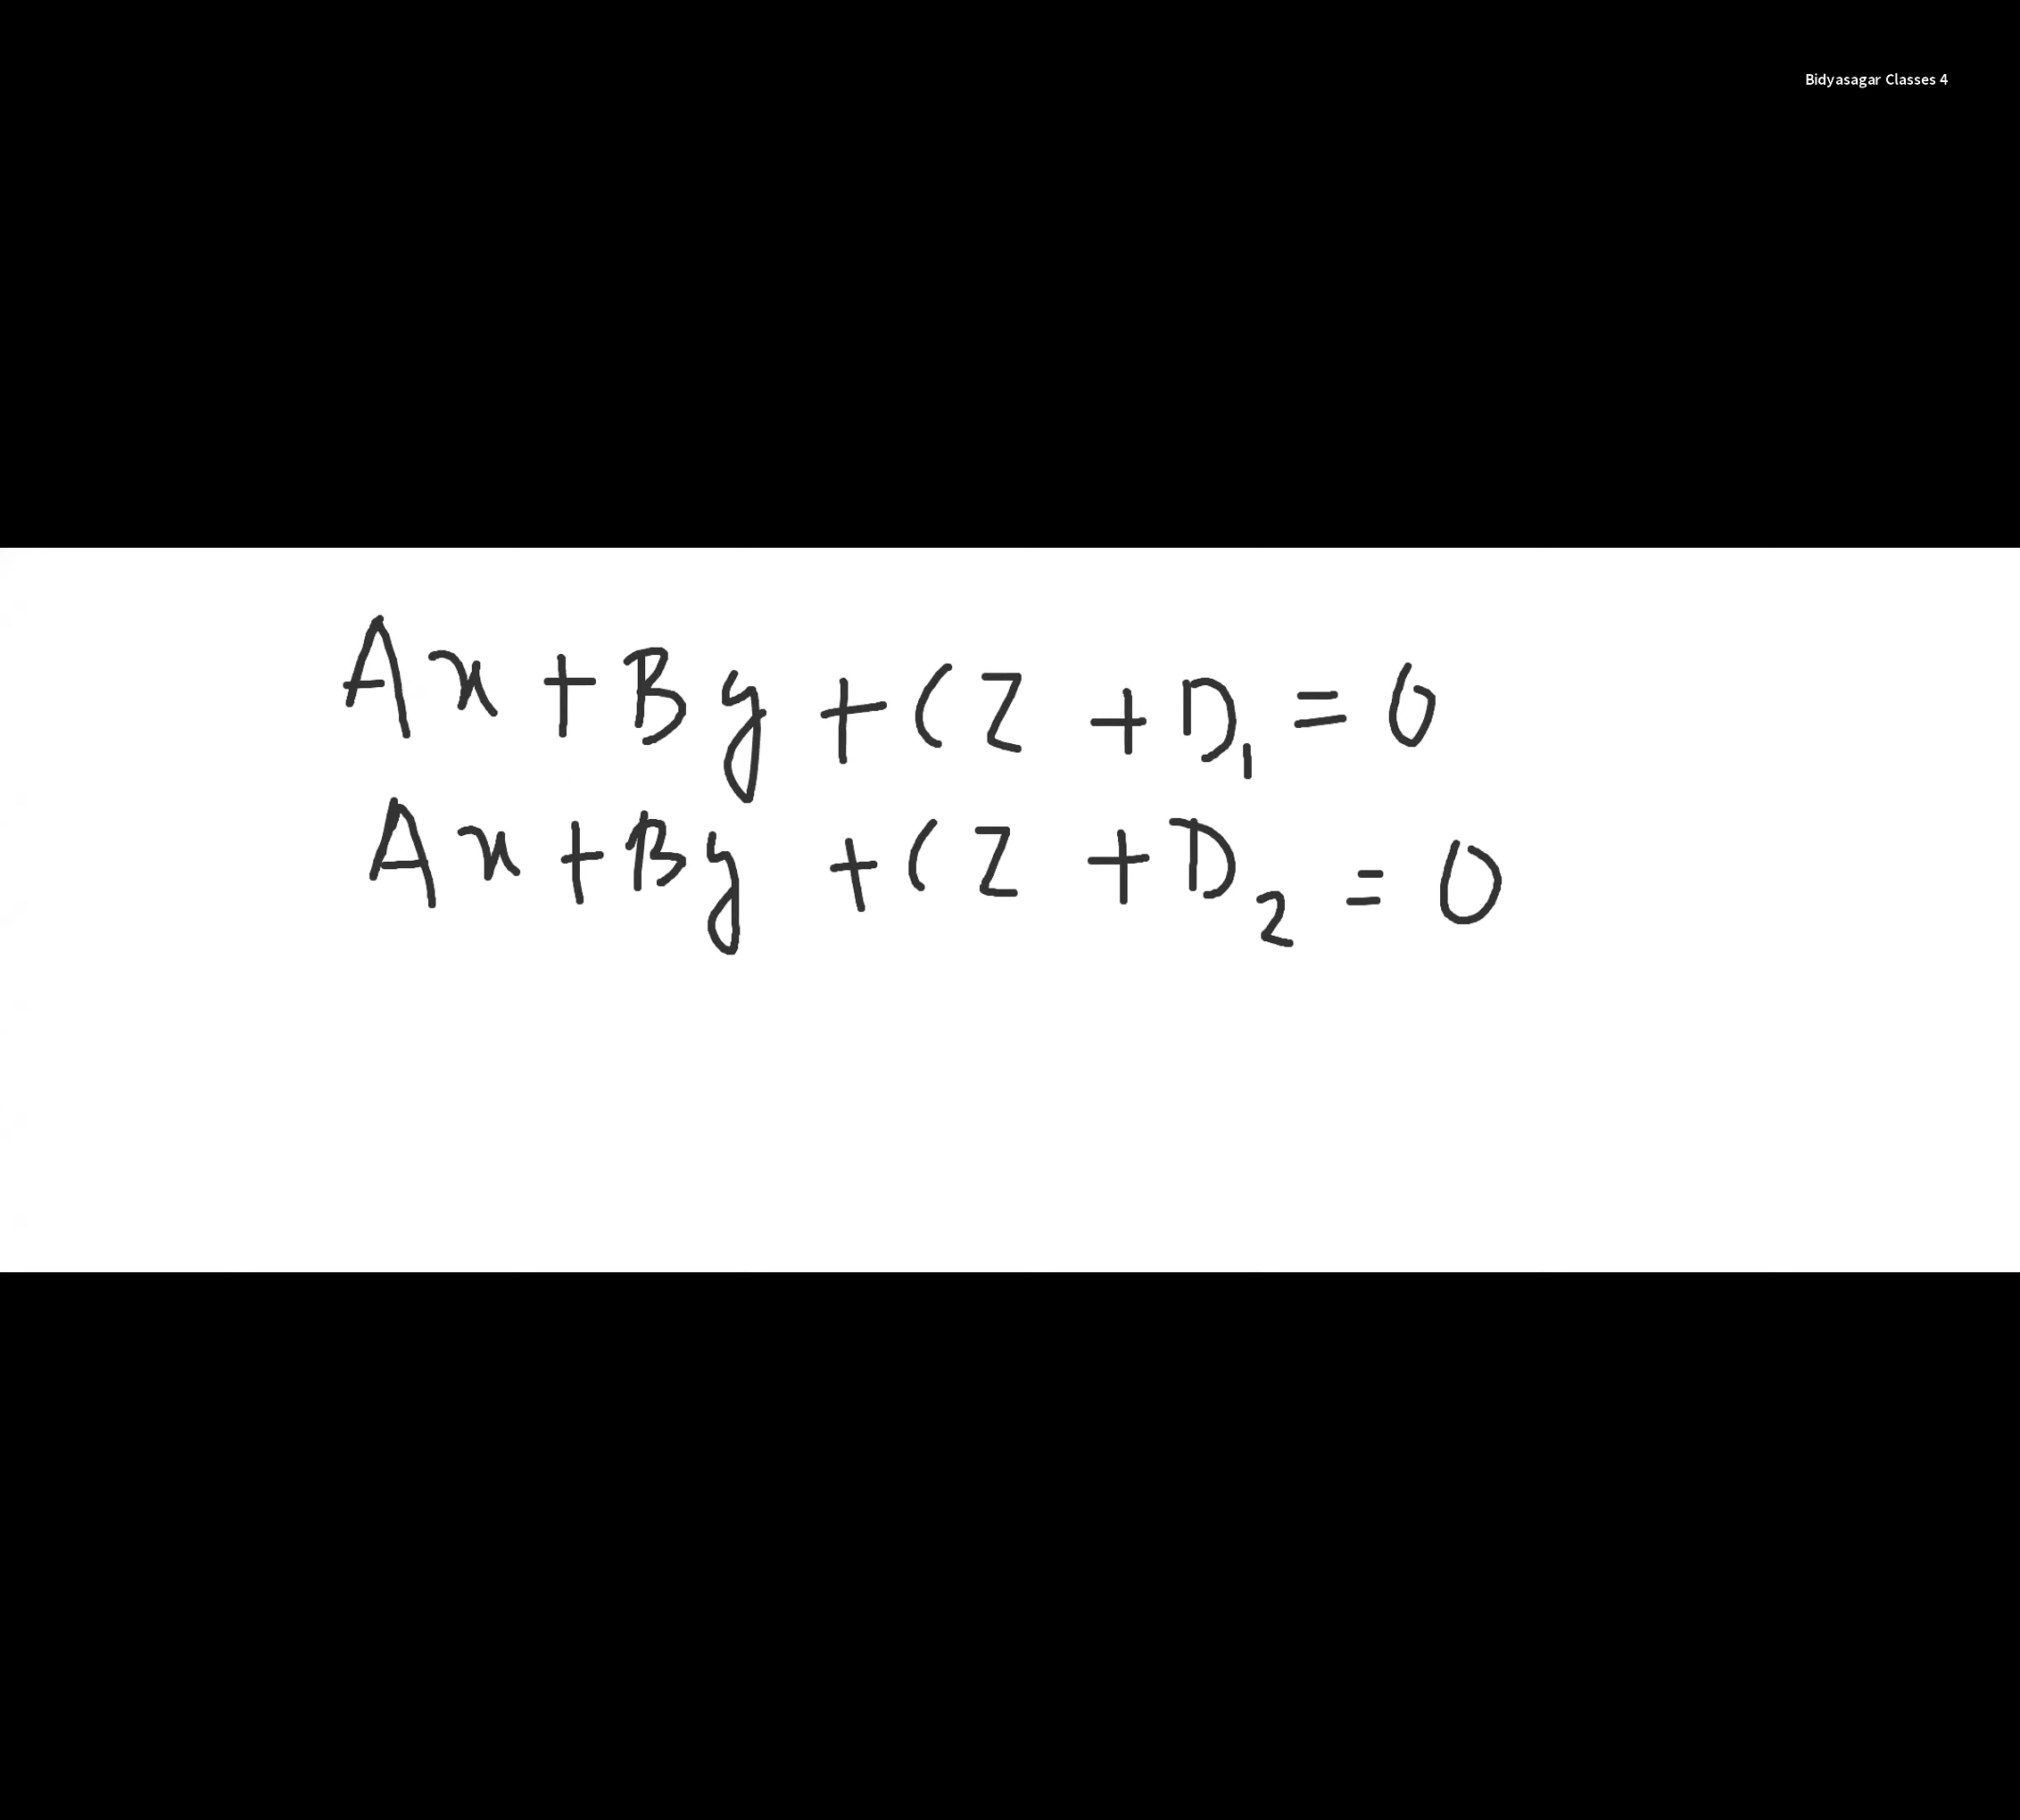 Bidyasagar Classes 4
Ax + By + Cz + D₁ = 0
Ax + By + Cz + D₂ = 0